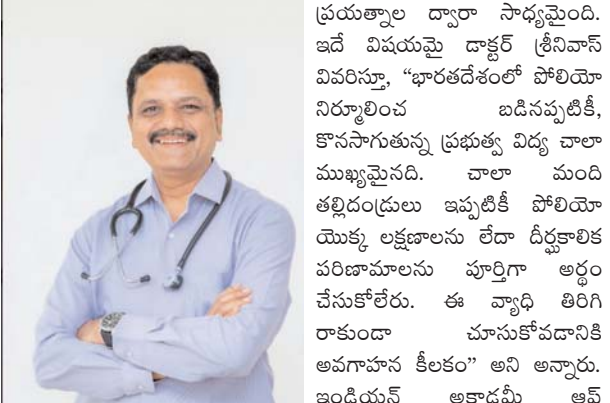 ప్రయత్నాల ద్వారా సాధ్యమైంది.
ఇదే విషయమై డాక్టర్ శ్రీనివాస్
వివరిస్తూ, “భారతదేశంలో పోలియో
నిర్మూలించ బడినప్పటికీ,
కొనసాగుతున్న ప్రభుత్వ విద్య చాలా
ముఖ్యమైనది. చాలా మంది
తల్లిదండ్రులు ఇప్పటికీ పోలియో
యొక్క లక్షణాలను లేదా దీర్ఘకాలిక
పరిణామాలను పూర్తిగా అర్థం
చేసుకోలేరు. ఈ వ్యాధి తిరిగి
రాకుండా చూసుకోవడానికి
అవగాహన కీలకం” అని అన్నారు.
ఇండియన్ అకాడమీ ఆఫ్